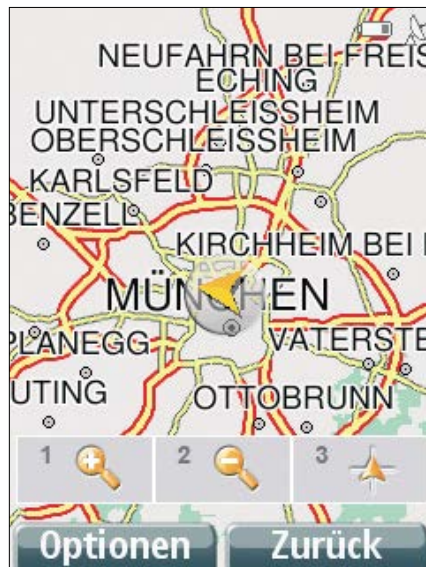 NEUFAHRN BEI FREIS
ECHING
UNTERSCHLEISSHEIM
OBERSCHLEISSHEIM
KARLSFELD
BENZELL
KIRCHHEIM BEI
MÜNCHEN
PLANEGG
VATERSTE
UTING
OTTOBRUNN
1 2 3
Optionen Zurück